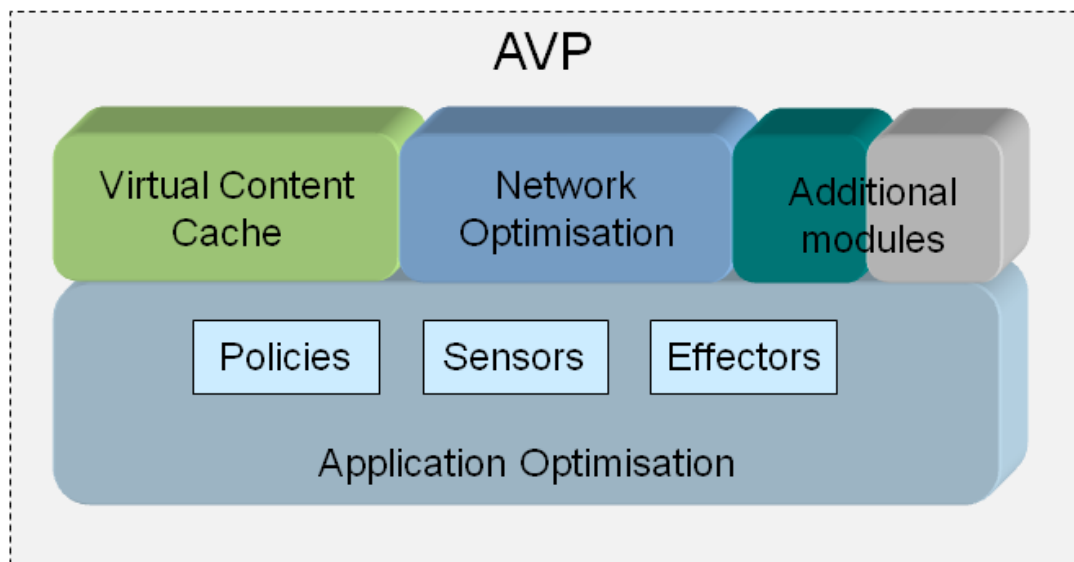 AVP
Virtual Content
Cache
Network
Optimisation
Additional
modules
Policies
Sensors
Effectors
Application Optimisation